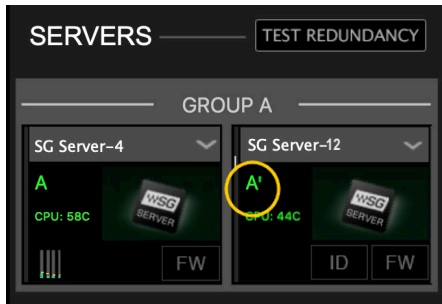 SERVERS
TEST REDUNDANCY
GROUP A
SG Server-4
SG Server-12
A
A'
WSG
SERVER
WSG
SERVER
CPU: 58C
CPU: 44C
FW
ID
FW